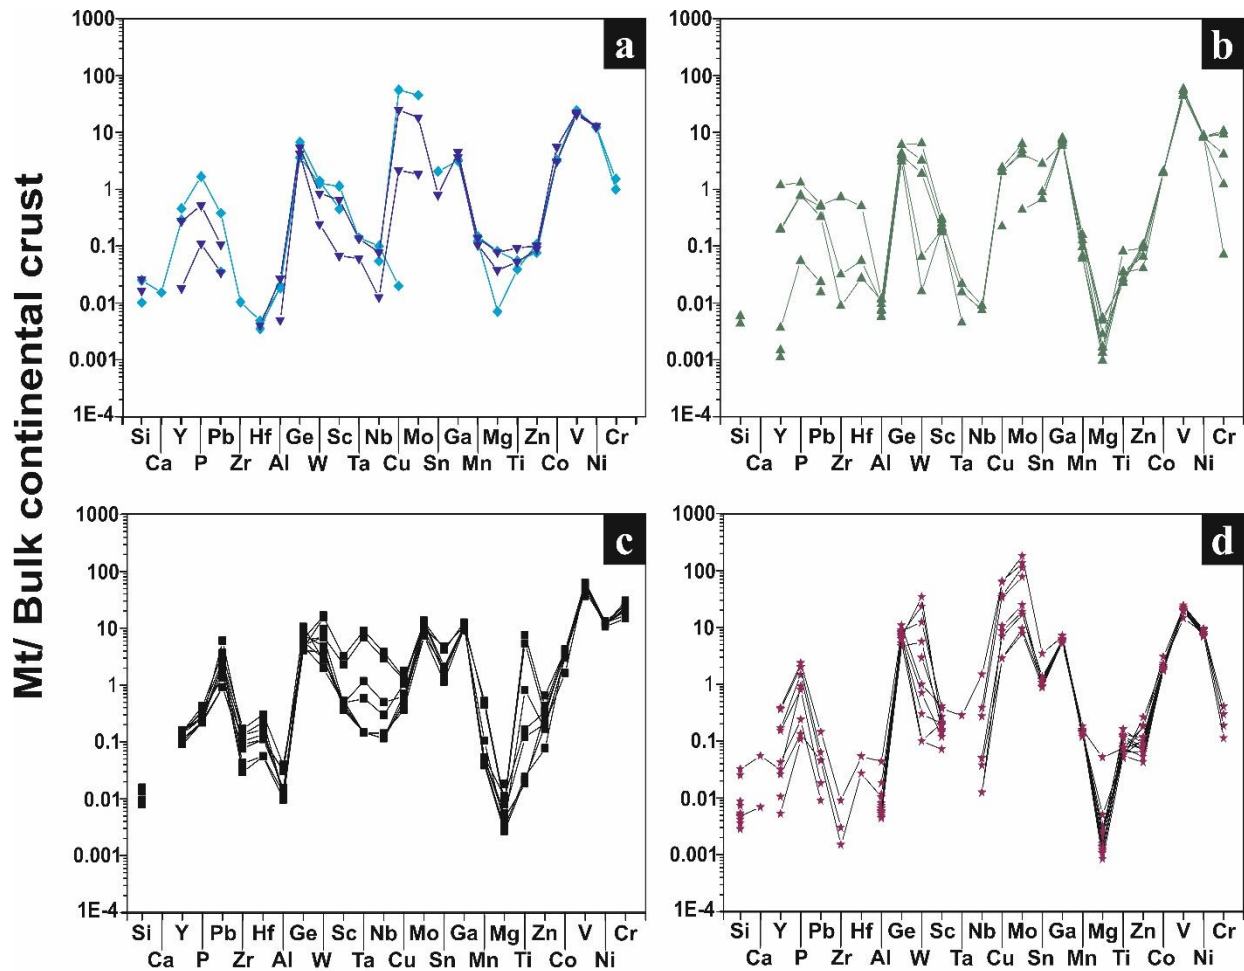 Mt/ Bulk continental crust
a
1000
100
10
1
0.1
0.01
0.001
1E-4
Si Y Pb Hf Ge Sc Nb Mo Ga Mg Zn V Cr
Ca P Zr Al W Ta Cu Sn Mn Ti Co Ni
b
1000
100
10
1
0.1
0.01
0.001
1E-4
Si Y Pb Hf Ge Sc Nb Mo Ga Mg Zn V Cr
Ca P Zr Al W Ta Cu Sn Mn Ti Co Ni
c
1000
100
10
1
0.1
0.01
0.001
1E-4
Si Y Pb Hf Ge Sc Nb Mo Ga Mg Zn V Cr
Ca P Zr Al W Ta Cu Sn Mn Ti Co Ni
d
1000
100
10
1
0.1
0.01
0.001
1E-4
Si Y Pb Hf Ge Sc Nb Mo Ga Mg Zn V Cr
Ca P Zr Al W Ta Cu Sn Mn Ti Co Ni